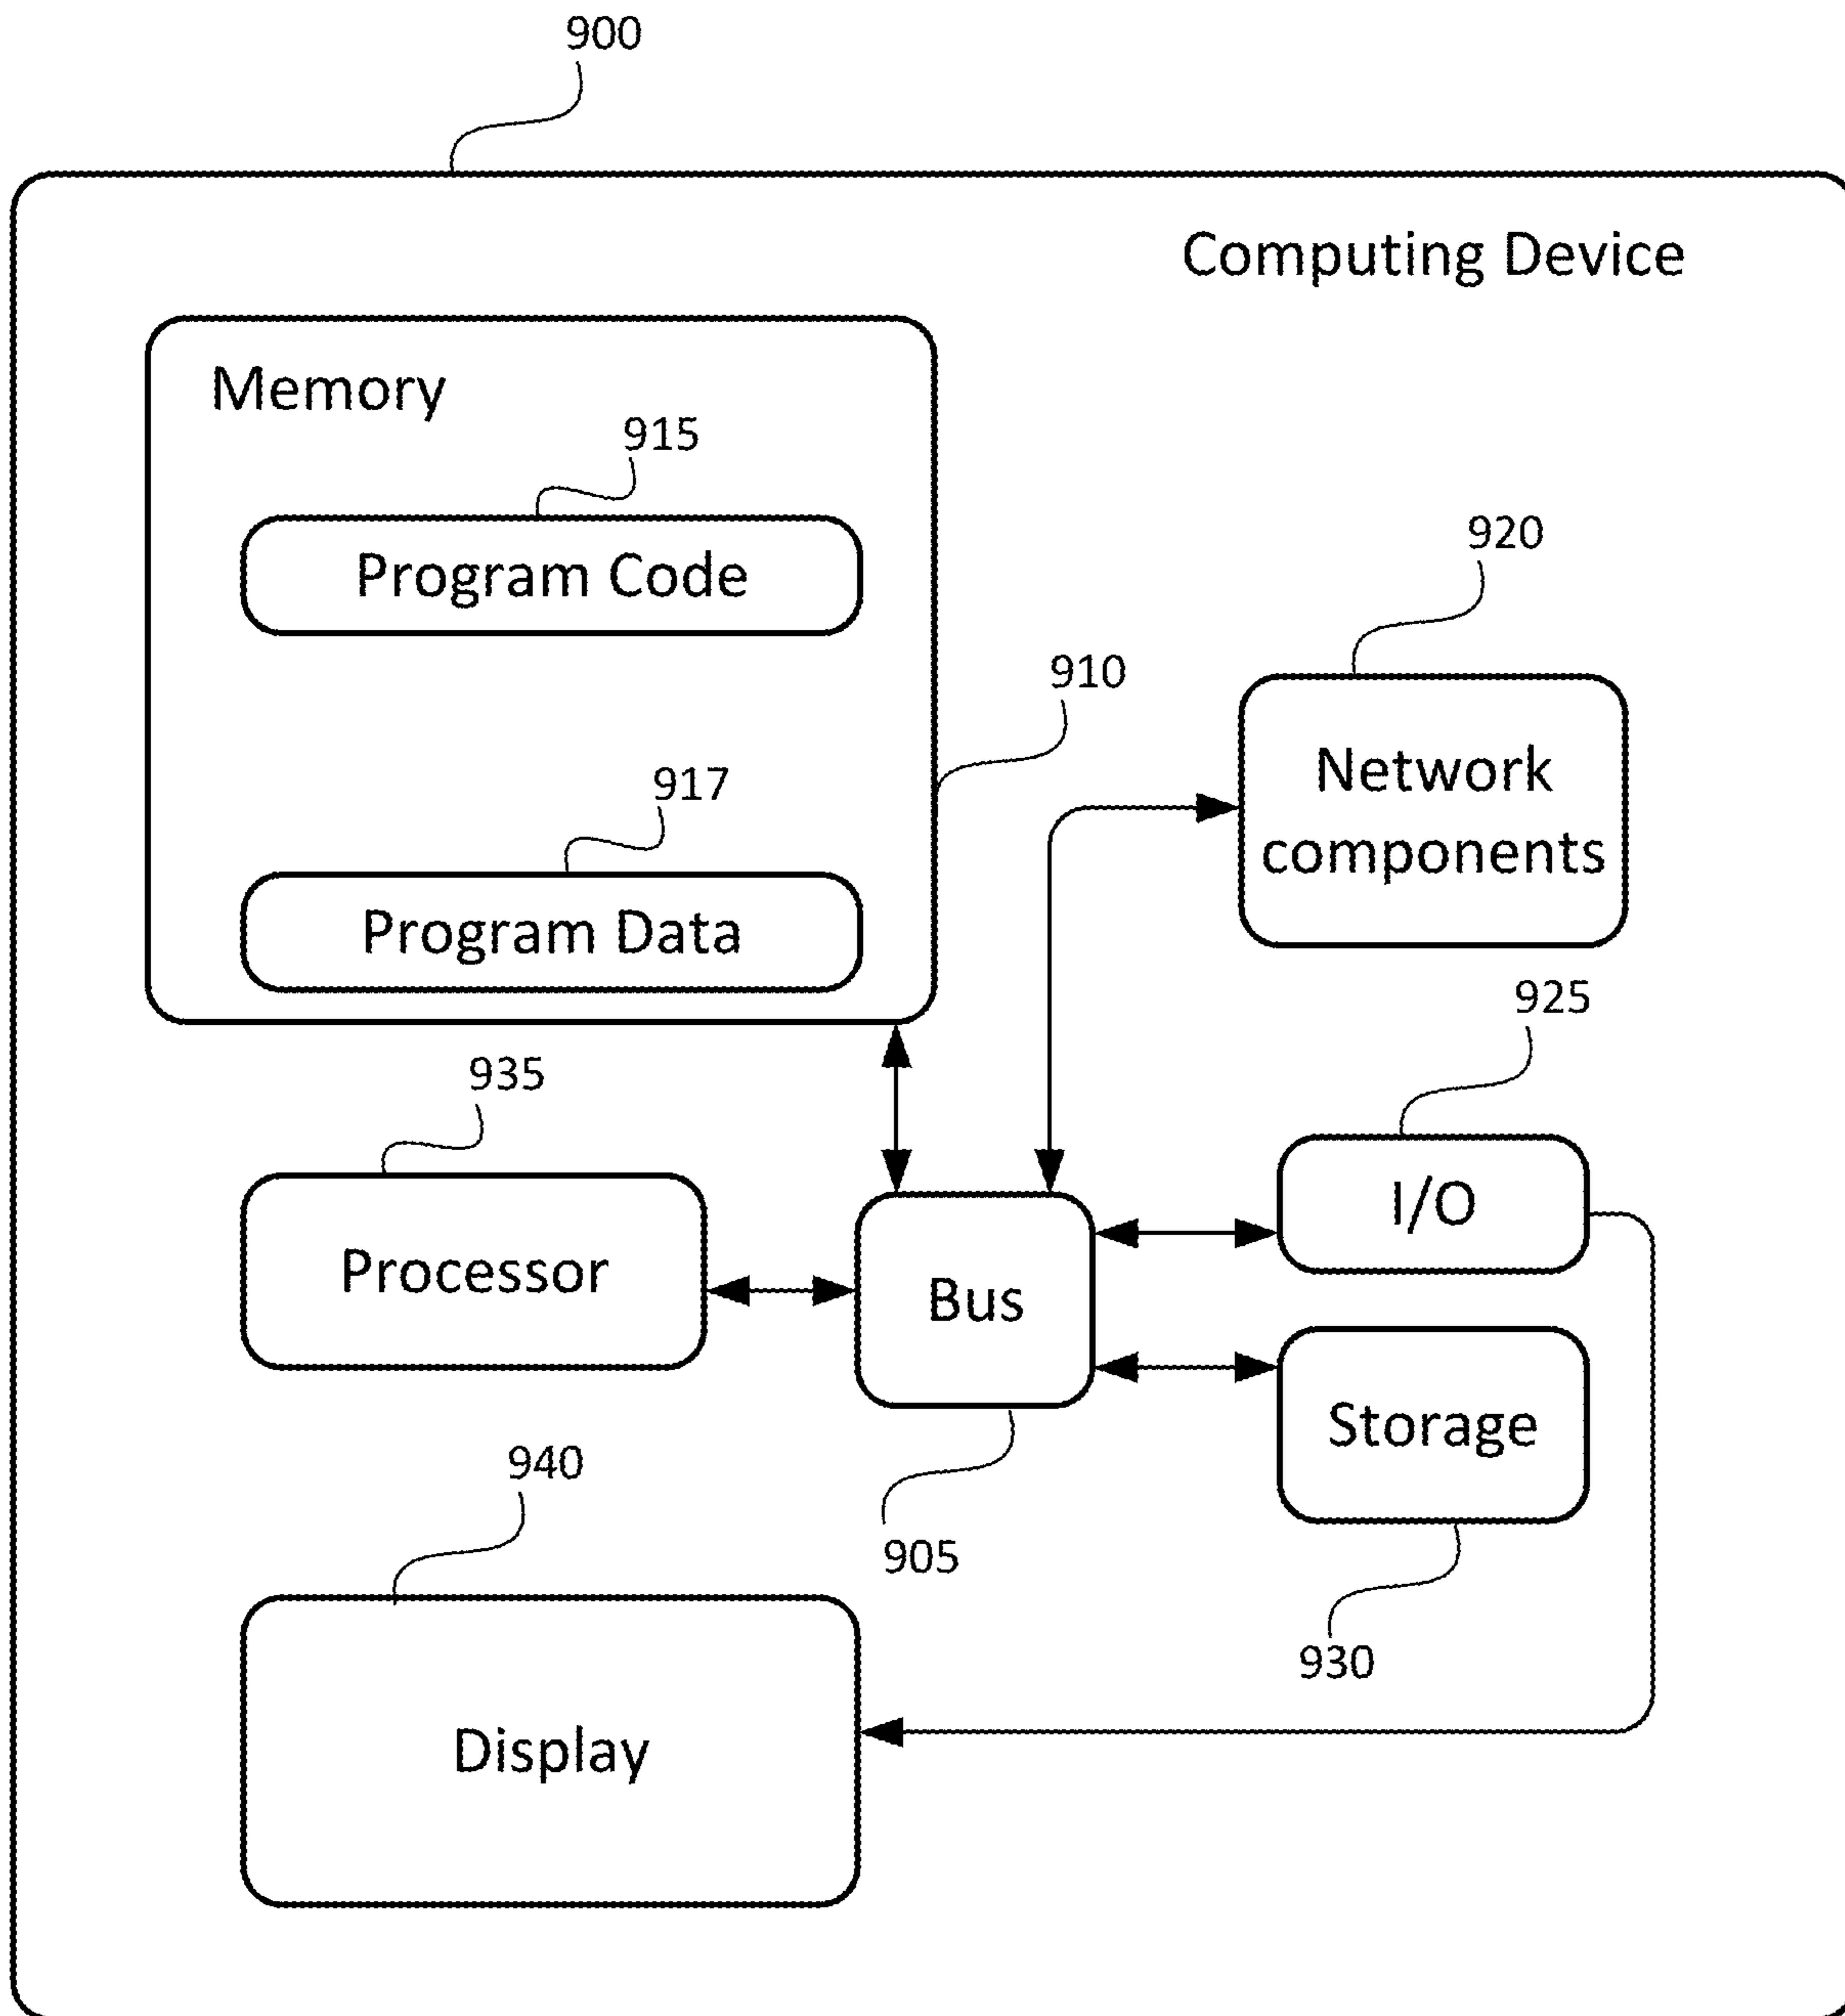 900
Computing Device
Memory
915
Program Code
920
910
Network
components
917
Program Data
925
935
I/O
Processor
Bus
Storage
940
905
930
Display